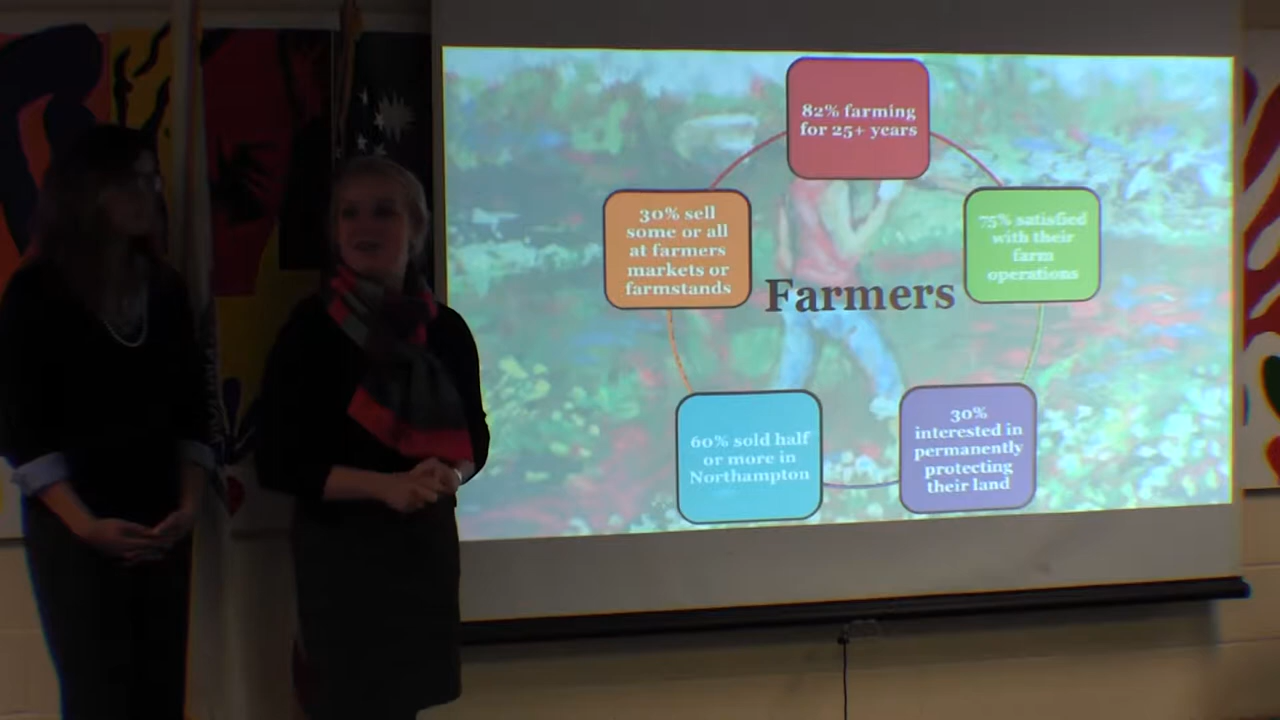 82% farming
for 25+ years
75% satisfied
with their
farm
operations
30%
interested in
permanently
protecting
their land
60% sold half
or more in
Northampton
30% sell
some or all
at farmers
markets or
farmstands
Farmers